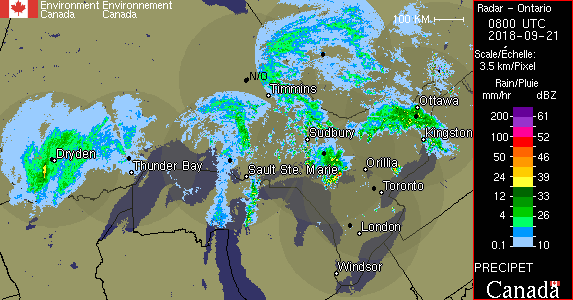 Environment Environnement
Canada Canada
100 KM
N/O
Timmins
Ottawa
Sudbury
Kingston
Dryden
Thunder Bay
Sault Ste. Marie
Orillia
Toronto
London
Windsor
Radar - Ontario
0800 UTC
2018-09-21
Scale/Échelle:
3.5 km/Pixel
Rain/Pluie
mm/hr dBZ
200 61
100 52
50 46
24 39
12 33
4 26
0.1 10
PRECIPET
Canada